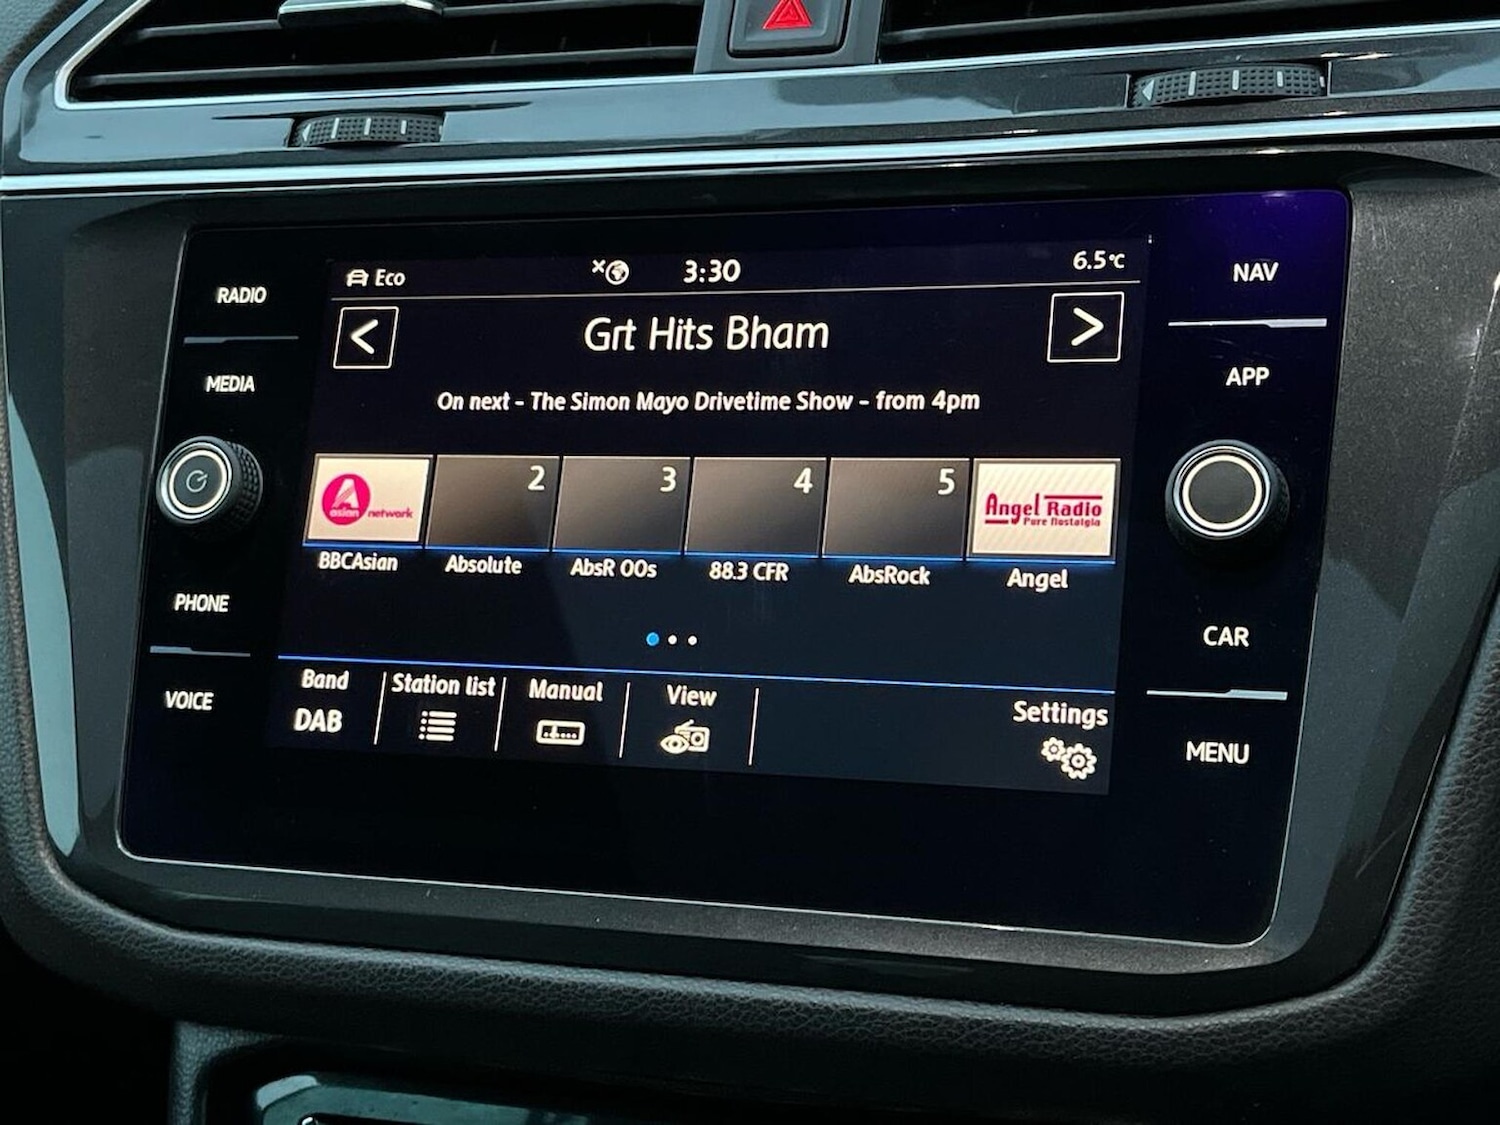 Eco 3:30 6.5°C
RADIO
MEDIA
PHONE
VOICE
< Grt Hits Bham >
On next - The Simon Mayo Drivetime Show - from 4pm
A
asian network
2
3
4
5
Angel Radio
Pure Nostalgia
BBCAsian Absolute AbsR 00s 88.3 CFR AbsRock Angel
Band Station list Manual View Settings
DAB
NAV
APP
CAR
MENU